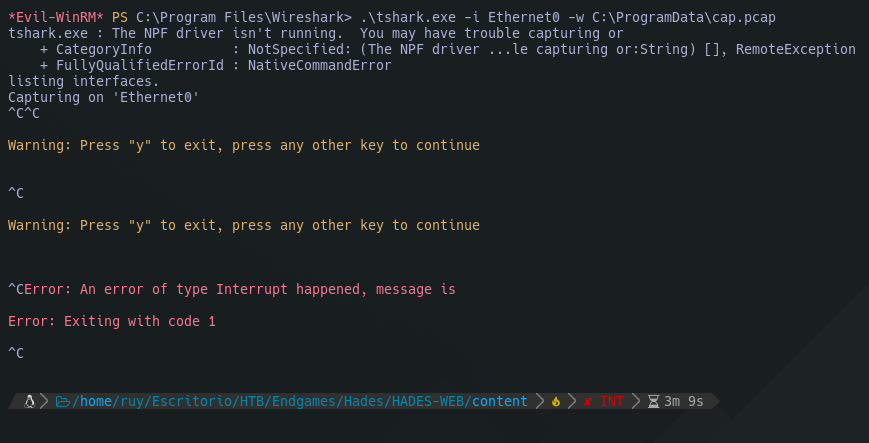 *Evil-WinRM* PS C:\Program Files\Wireshark> .\tshark.exe -i Ethernet0 -w C:\ProgramData\cap.pcap
tshark.exe : The NPF driver isn't running.  You may have trouble capturing or
    + CategoryInfo          : NotSpecified: (The NPF driver ...le capturing or:String) [], RemoteException
    + FullyQualifiedErrorId : NativeCommandError
listing interfaces.
Capturing on 'Ethernet0'
^C^C
Warning: Press "y" to exit, press any other key to continue
^C
Warning: Press "y" to exit, press any other key to continue
^CError: An error of type Interrupt happened, message is
Error: Exiting with code 1
^C
/home/ruy/Escritorio/HTB/Endgames/Hades/HADES-WEB/content ✘ INT 3m 9s